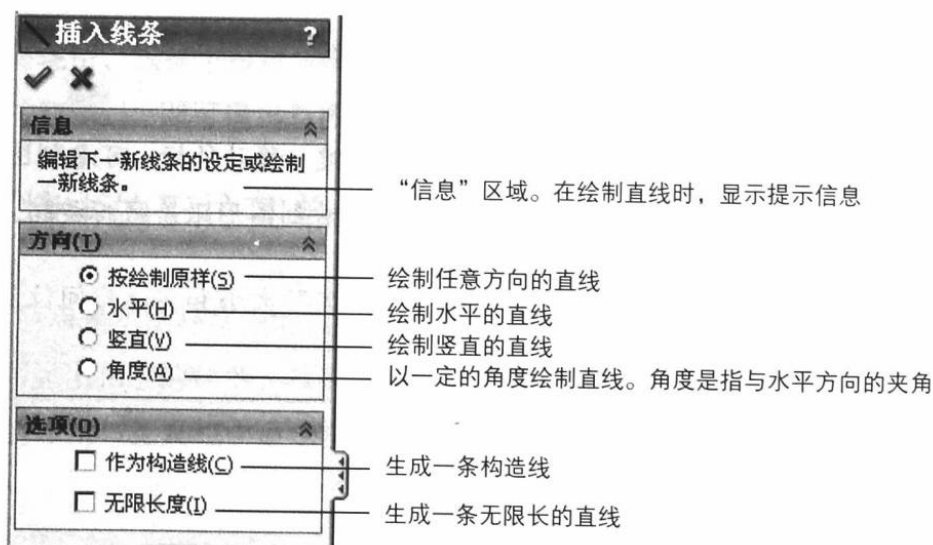 插入线条 ?
信息
编辑下一新线条的设定或绘制
一新线条。
“信息”区域。在绘制直线时，显示提示信息
方向(T)
按绘制原样(S)
绘制任意方向的直线
水平(H)
绘制水平的直线
竖直(V)
绘制竖直的直线
角度(A)
以一定的角度绘制直线。角度是指与水平方向的夹角
选项(O)
作为构造线(C)
生成一条构造线
无限长度(I)
生成一条无限长的直线